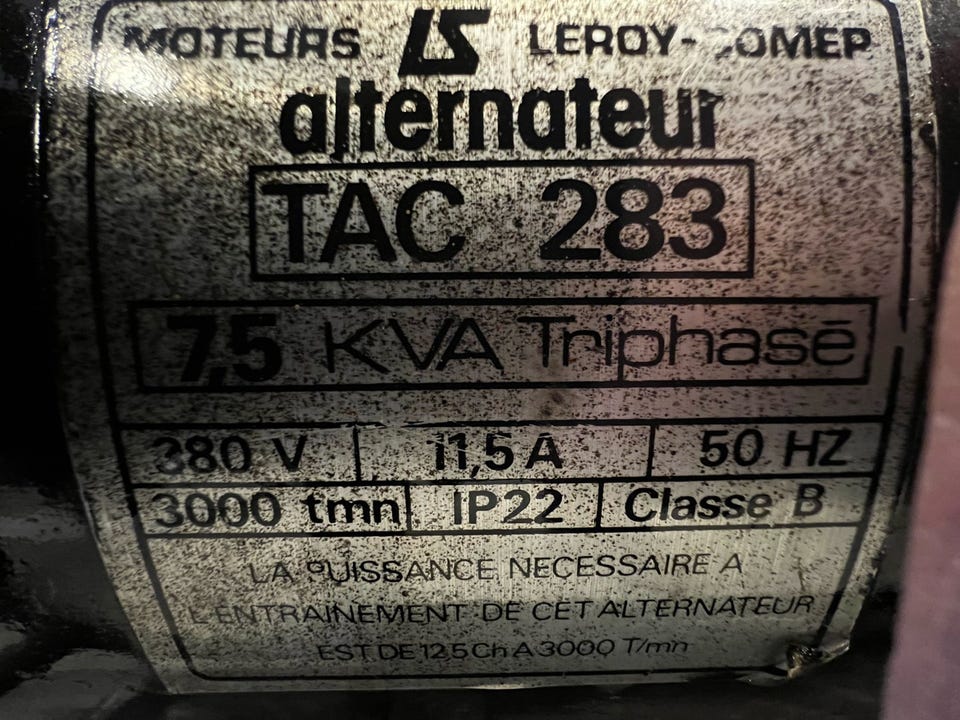 MOTEURS LS LEROY-SOMER
alternateur
TAC 283
7,5 KVA Triphasé
380 V 11,5 A 50 HZ
3000 tmn IP22 Classe B
LA PUISSANCE NECESSAIRE A
L'ENTRAINEMENT DE CET ALTERNATEUR
EST DE 12,5 Ch A 3000 T/mn